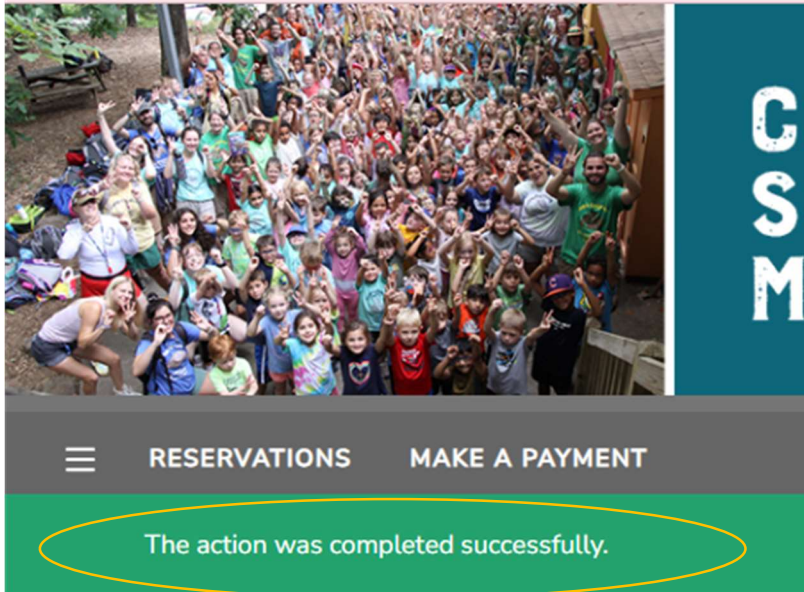 C
S
M
RESERVATIONS MAKE A PAYMENT
The action was completed successfully.